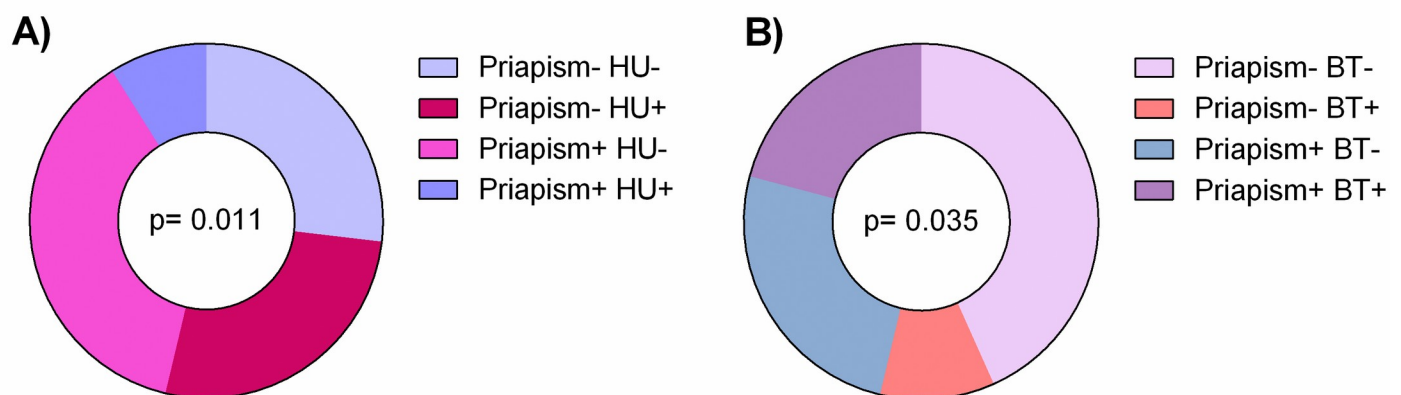 A)
Priapism- HU-
Priapism- HU+
Priapism+ HU-
Priapism+ HU+
p= 0.011
B)
Priapism- BT-
Priapism- BT+
Priapism+ BT-
Priapism+ BT+
p= 0.035